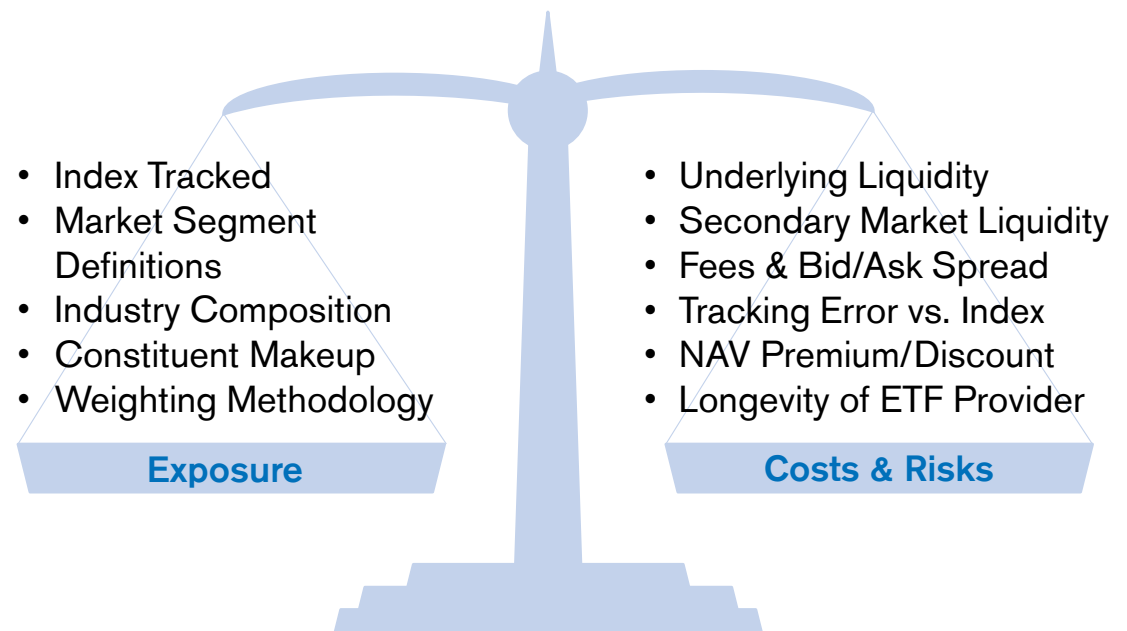 • Index Tracked
• Market Segment
Definitions
• Industry Composition
• Constituent Makeup
• Weighting Methodology
Exposure
• Underlying Liquidity
• Secondary Market Liquidity
• Fees & Bid/Ask Spread
• Tracking Error vs. Index
• NAV Premium/Discount
• Longevity of ETF Provider
Costs & Risks